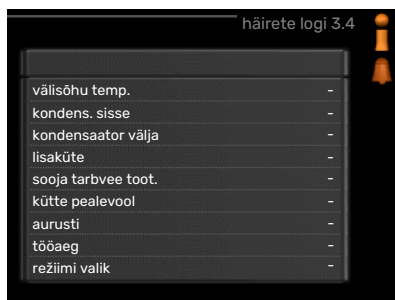 häirete logi 3.4
välisõhu temp. -
kondens. sisse -
kondensaator välja -
lisaküte -
sooja tarbvee toot. -
kütte pealevool -
aurusti -
tööaeg -
režiimi valik -